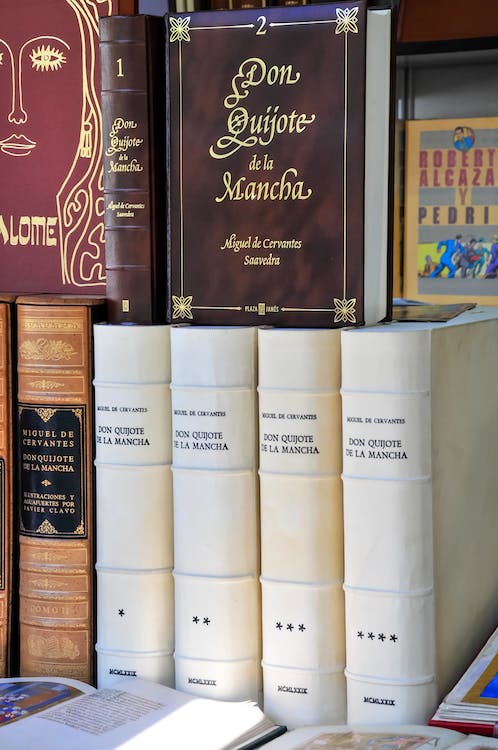 ALOME
1
Don
Quijote
de la
Mancha
Miguel de Cervantes
Saavedra
2
Don
Quijote
de la
Mancha
Miguel de Cervantes
Saavedra
PLAZA JANÉS
ROBERT
ALCAZA
Y
PEDRI
MIGUEL DE
CERVANTES
DON QUIJOTE
DE LA MANCHA
ILUSTRACIONES Y
AGUAFUERTES POR
JAVIER CLAVO
TOMO II
MIGUEL DE CERVANTES
DON QUIJOTE
DE LA MANCHA
*
MCMLXXIX
MIGUEL DE CERVANTES
DON QUIJOTE
DE LA MANCHA
**
MCMLXXIX
MIGUEL DE CERVANTES
DON QUIJOTE
DE LA MANCHA
***
MCMLXXIX
MIGUEL DE CERVANTES
DON QUIJOTE
DE LA MANCHA
****
MCMLXXIX